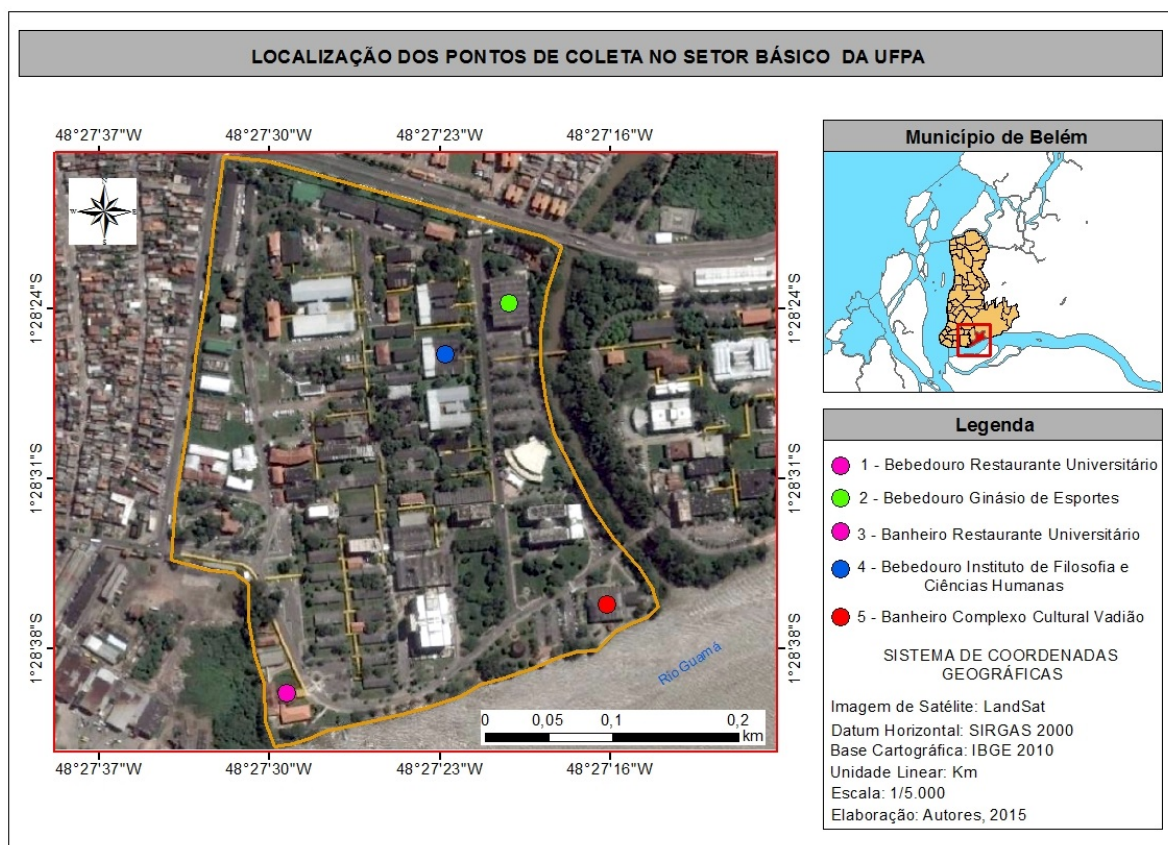 LOCALIZAÇÃO DOS PONTOS DE COLETA NO SETOR BÁSICO DA UFPA
48°27'37"W 48°27'30"W 48°27'23"W 48°27'16"W
N
W E
S
1°28'24"S 1°28'24"S
1°28'31"S 1°28'31"S
1°28'38"S 1°28'38"S
Rio Guamá
0 0,05 0,1 0,2
km
48°27'37"W 48°27'30"W 48°27'23"W 48°27'16"W
Município de Belém
Legenda
1 - Bebedouro Restaurante Universitário
2 - Bebedouro Ginásio de Esportes
3 - Banheiro Restaurante Universitário
4 - Bebedouro Instituto de Filosofia e
Ciências Humanas
5 - Banheiro Complexo Cultural Vadião
SISTEMA DE COORDENADAS
GEOGRÁFICAS
Imagem de Satélite: LandSat
Datum Horizontal: SIRGAS 2000
Base Cartográfica: IBGE 2010
Unidade Linear: Km
Escala: 1/5.000
Elaboração: Autores, 2015